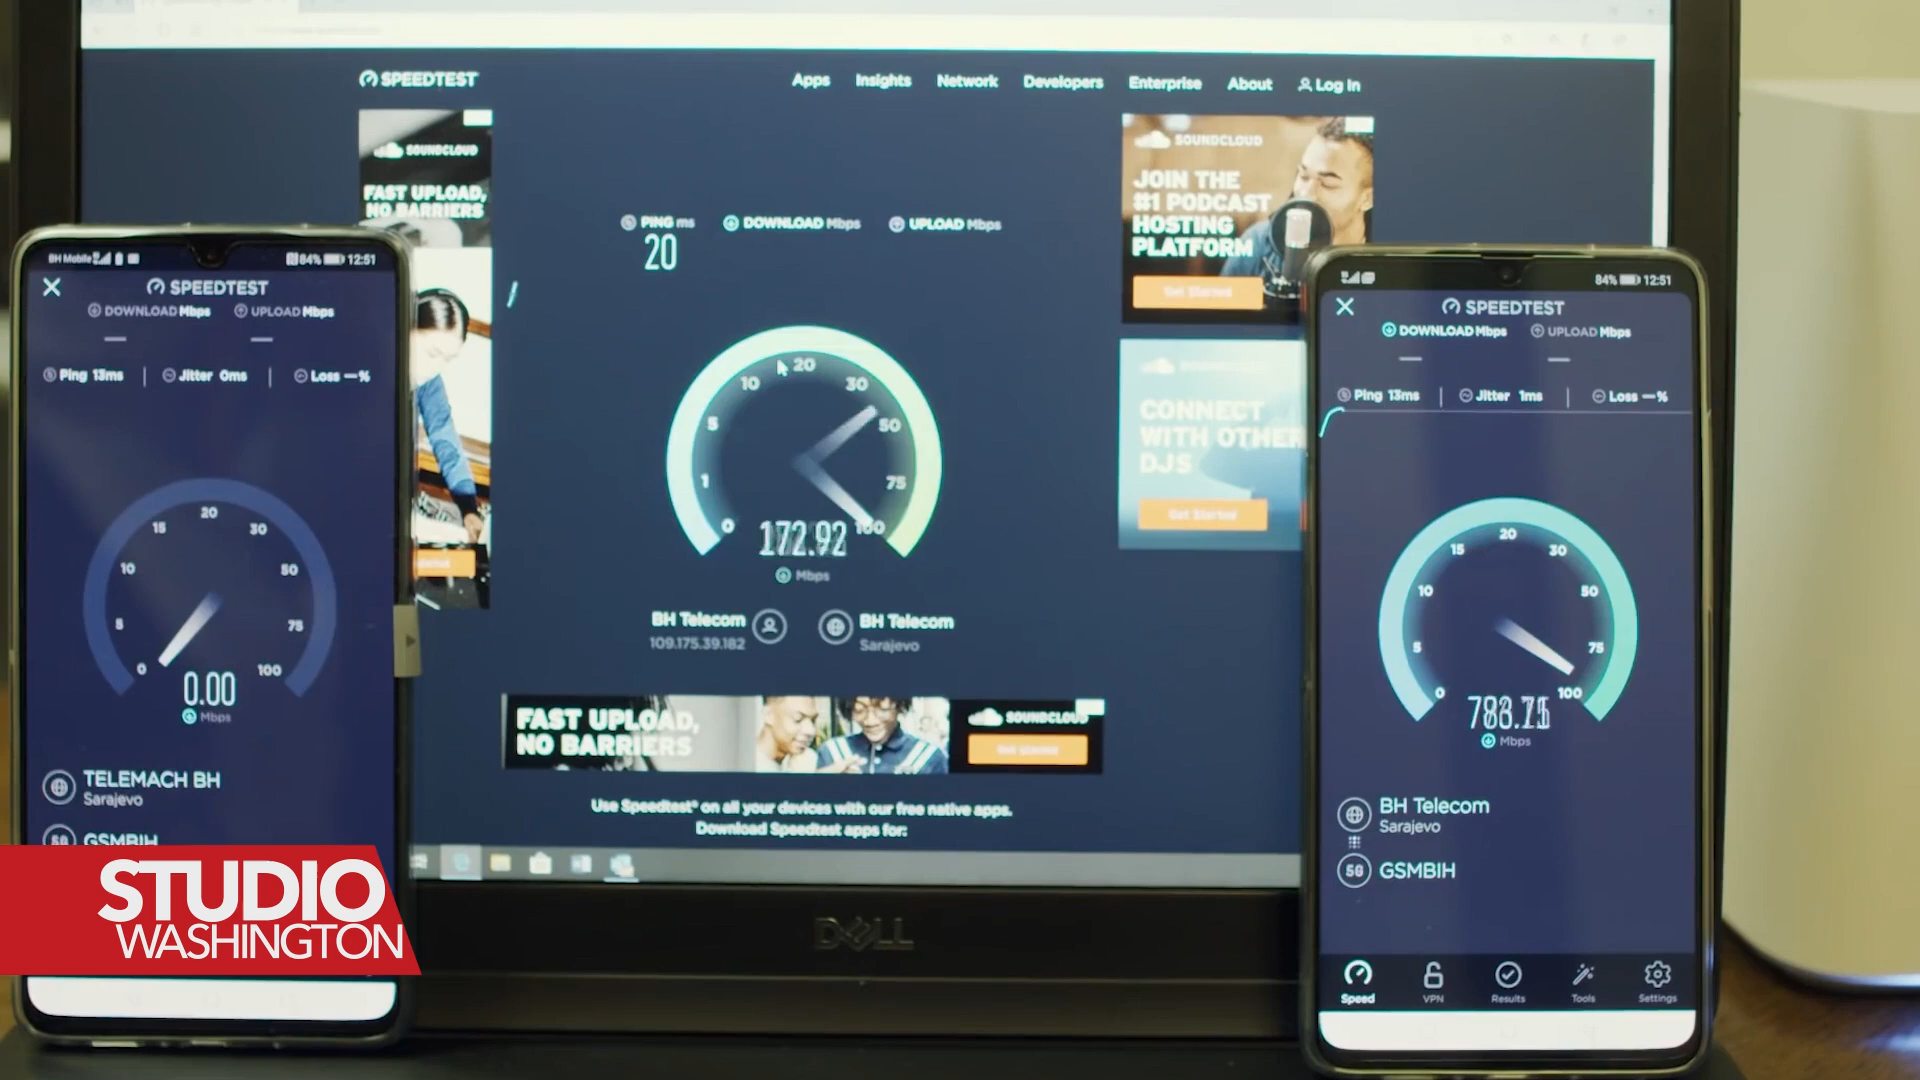 SPEEDTEST
Apps Insights Network Developers Enterprise About Log In
SOUNDCLOUD
FAST UPLOAD,
NO BARRIERS
PING ms DOWNLOAD Mbps UPLOAD Mbps
20
10 20 30
5 50
1 75
0 100
172.92
Mbps
BH Telecom
109.175.39.182
BH Telecom
Sarajevo
SOUNDCLOUD
JOIN THE
#1 PODCAST
HOSTING
PLATFORM
Get Started
CONNECT
WITH OTHER
DJS
Get Started
FAST UPLOAD,
NO BARRIERS
SOUNDCLOUD
Use Speedtest® on all your devices with our free native apps.
Download Speedtest apps for:
DELL
BH Mobile 84% 12:51
SPEEDTEST
DOWNLOAD Mbps UPLOAD Mbps
Ping 13ms Jitter 0ms Loss —%
15 20 30
10 50
5 75
0 100
0.00
Mbps
TELEMACH BH
Sarajevo
5G GSMBIH
84% 12:51
SPEEDTEST
DOWNLOAD Mbps UPLOAD Mbps
Ping 13ms Jitter 1ms Loss —%
15 20 30
10 50
5 75
0 100
Mbps
BH Telecom
Sarajevo
5G GSMBIH
Speed VPN Results Tools Settings
STUDIO
WASHINGTON